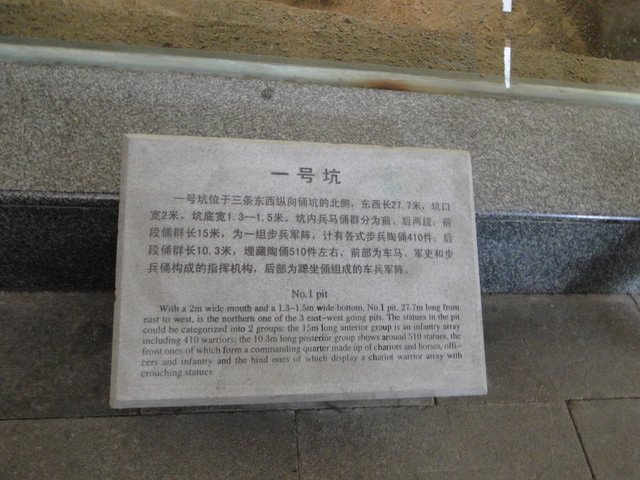 一号坑
一号坑位于三条东西纵向俑坑的北侧，东西长27.7米，坑口
宽2米，坑底宽1.3--1.5米。坑内兵马俑群分为前、后两段：前
段俑群长15米，为一组步兵军阵，计有各式步兵陶俑410件；后
段俑群长10.3米，埋藏陶俑510件左右，前部为车马、军吏和步
兵俑构成的指挥机构，后部为踞坐俑组成的车兵军阵。
No.1 pit
With a 2m wide mouth and a 1.3–1.5m wide bottom, No.1 pit, 27.7m long from
east to west, is the northern one of the 3 east–west going pits. The statues in the pit
could be categorized into 2 groups: the 15m long anterior group is an infantry array
including 410 warriors; the 10.3m long posterior group shows around 510 statues, the
front ones of which form a commanding quarter made up of chariots and horses, offi-
cers and infantry and the hind ones of which display a chariot warrior array with
crouching statues.